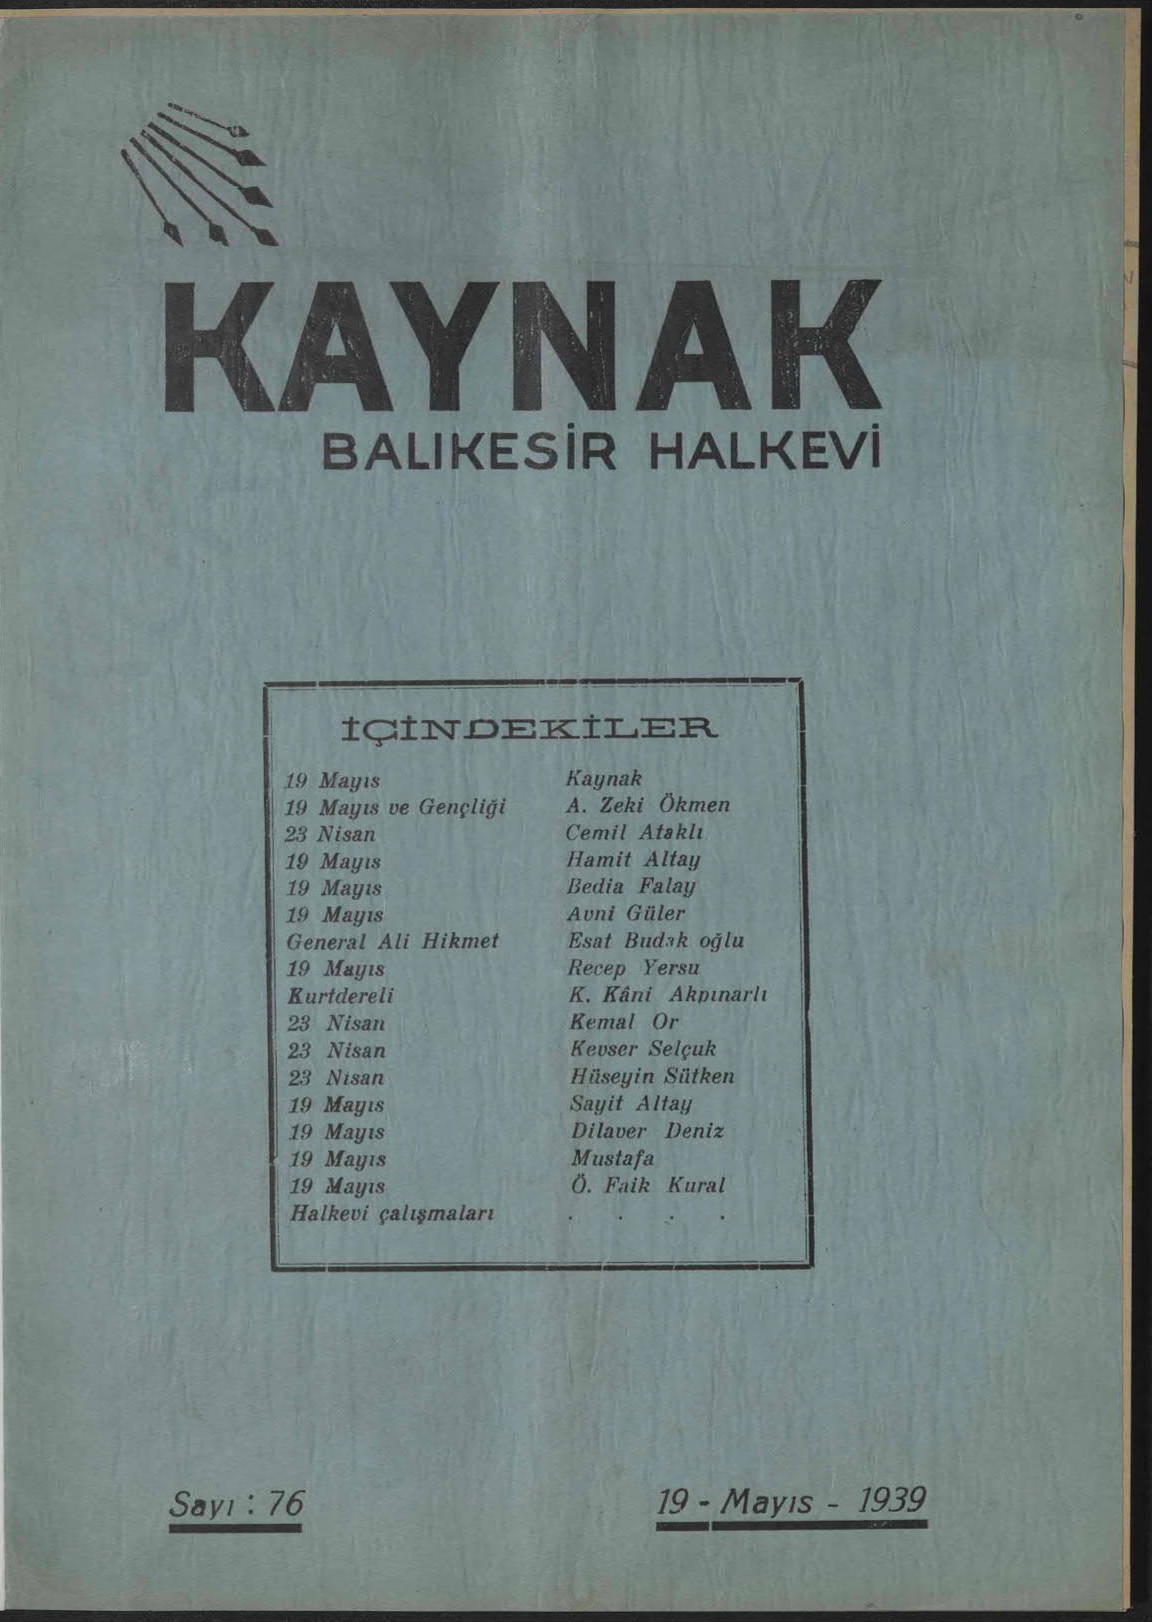 KAYNAK
BALIKESİR HALKEVİ
İÇİNDEKİLER
19 Mayıs Kaynak
19 Mayıs ve Gençliği A. Zeki Ökmen
23 Nisan Cemil Ataklı
19 Mayıs Hamit Altay
19 Mayıs Bedia Falay
19 Mayıs Avni Güler
General Ali Hikmet Esat Budak oğlu
19 Mayıs Recep Yersu
Kurtdereli K. Kâni Akpınarlı
23 Nisan Kemal Or
23 Nisan Kevser Selçuk
23 Nisan Hüseyin Sütken
19 Mayıs Sayit Altay
19 Mayıs Dilaver Deniz
19 Mayıs Mustafa
19 Mayıs Ö. Faik Kural
Halkevi çalışmaları . . . .
Sayı : 76 19 - Mayıs - 1939